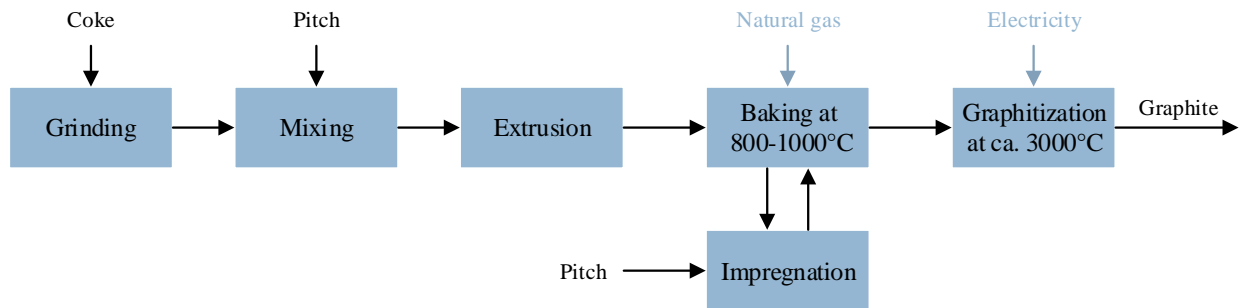 Coke
Pitch
Natural gas
Electricity
Grinding
Mixing
Extrusion
Baking at
800-1000°C
Graphitization
at ca. 3000°C
Graphite
Pitch
Impregnation